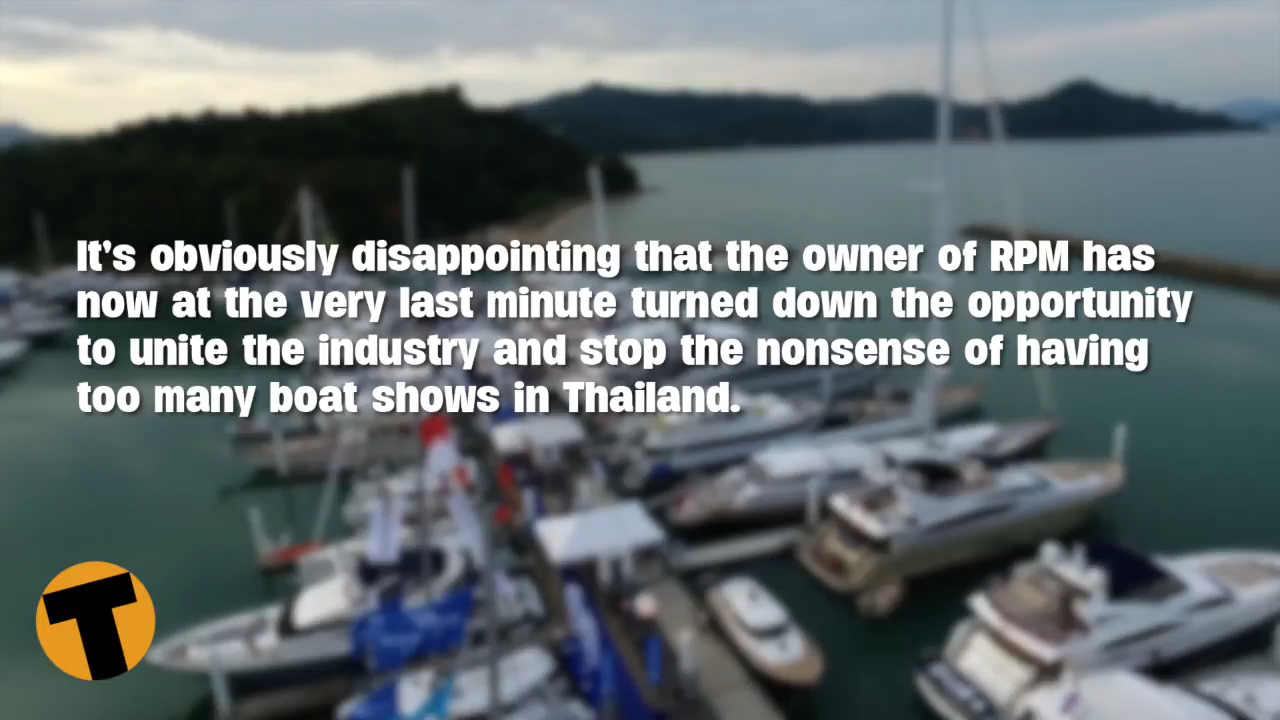 It's obviously disappointing that the owner of RPM has
now at the very last minute turned down the opportunity
to unite the industry and stop the nonsense of having
too many boat shows in Thailand.
T